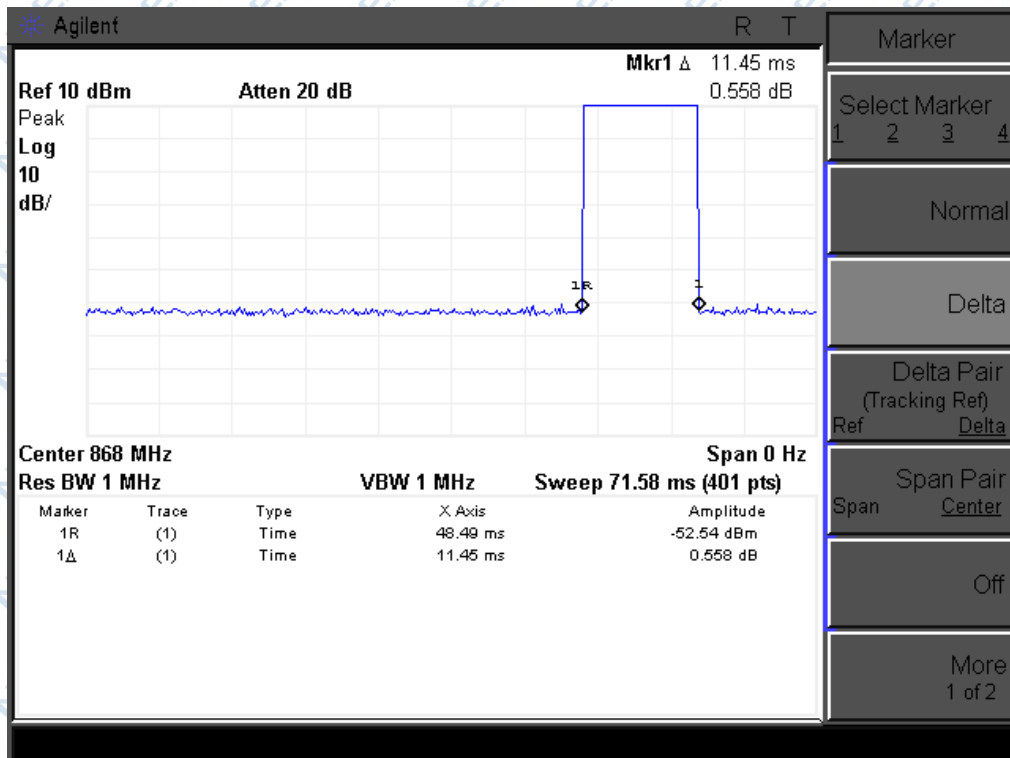 Agilent R T
Mkr1 Δ 11.45 ms
Ref 10 dBm Atten 20 dB 0.558 dB
Peak
Log
10
dB/
1R 1
Center 868 MHz Span 0 Hz
Res BW 1 MHz VBW 1 MHz Sweep 71.58 ms (401 pts)
Marker Trace Type X Axis Amplitude
1R (1) Time 48.49 ms -52.54 dBm
1Δ (1) Time 11.45 ms 0.558 dB
Marker
Select Marker
1 2 3 4
Normal
Delta
Delta Pair
(Tracking Ref)
Ref Delta
Span Pair
Span Center
Off
More
1 of 2